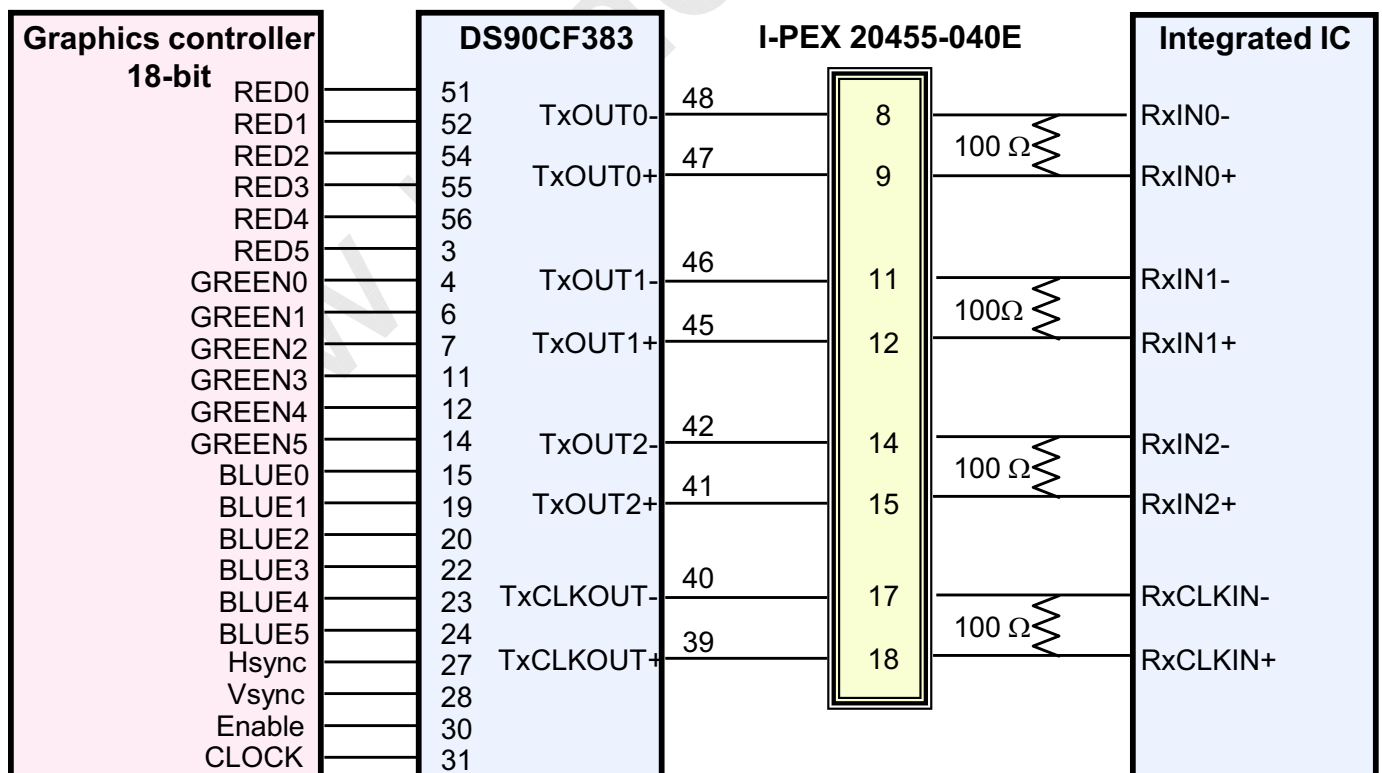 Graphics controller
18-bit
DS90CF383
I-PEX 20455-040E
Integrated IC
RED0 51
RED1 52
RED2 54
RED3 55
RED4 56
RED5 3
GREEN0 4
GREEN1 6
GREEN2 7
GREEN3 11
GREEN4 12
GREEN5 14
BLUE0 15
BLUE1 19
BLUE2 20
BLUE3 22
BLUE4 23
BLUE5 24
Hsync 27
Vsync 28
Enable 30
CLOCK 31
TxOUT0- 48 8 RxIN0-
100 Ω
TxOUT0+ 47 9 RxIN0+
TxOUT1- 46 11 RxIN1-
100Ω
TxOUT1+ 45 12 RxIN1+
TxOUT2- 42 14 RxIN2-
100 Ω
TxOUT2+ 41 15 RxIN2+
TxCLKOUT- 40 17 RxCLKIN-
100 Ω
TxCLKOUT+ 39 18 RxCLKIN+